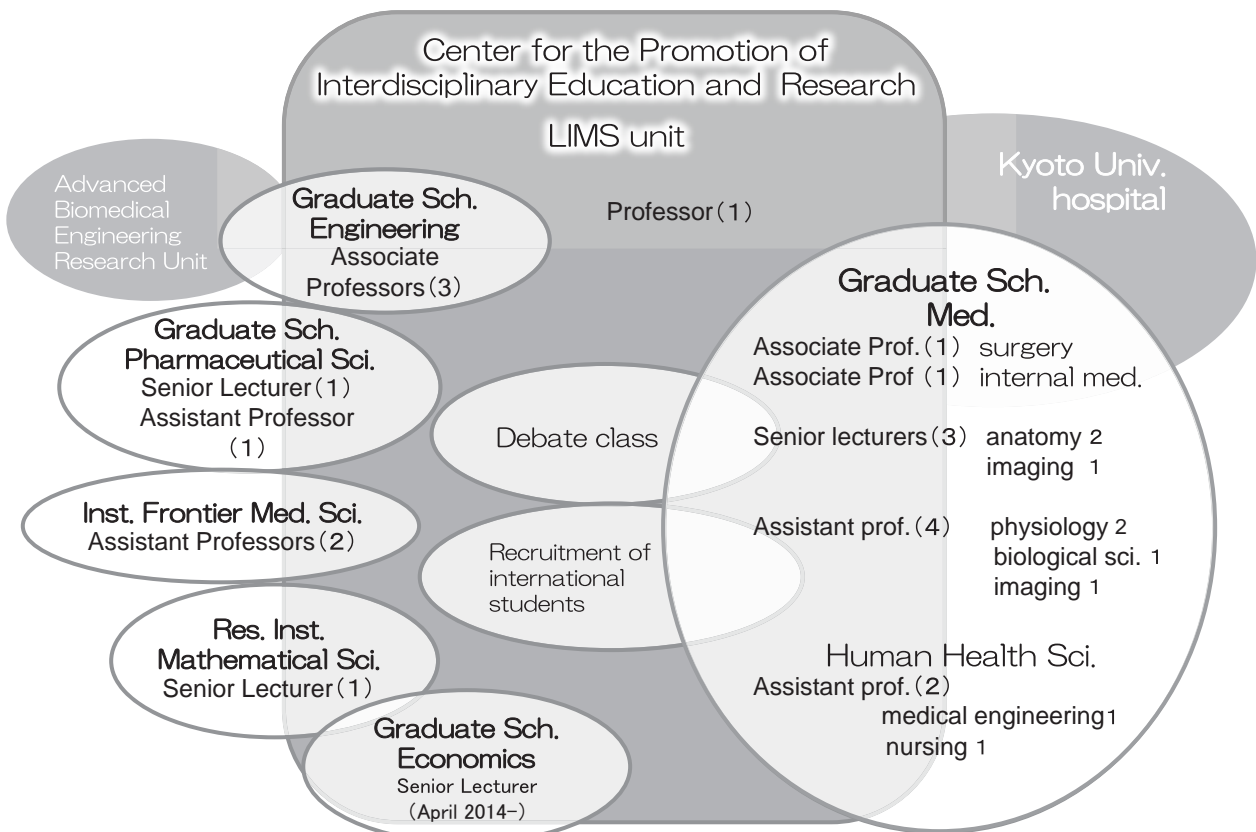 Center for the Promotion of
Interdisciplinary Education and Research
LIMS unit
Professor(1)
Advanced
Biomedical
Engineering
Research Unit
Graduate Sch.
Engineering
Associate
Professors(3)
Graduate Sch.
Pharmaceutical Sci.
Senior Lecturer(1)
Assistant Professor
(1)
Inst. Frontier Med. Sci.
Assistant Professors(2)
Res. Inst.
Mathematical Sci.
Senior Lecturer(1)
Graduate Sch.
Economics
Senior Lecturer
(April 2014-)
Debate class
Recruitment of
international
students
Kyoto Univ.
hospital
Graduate Sch.
Med.
Associate Prof.(1) surgery
Associate Prof (1) internal med.
Senior lecturers(3) anatomy 2
imaging 1
Assistant prof.(4) physiology 2
biological sci. 1
imaging 1
Human Health Sci.
Assistant prof.(2)
medical engineering1
nursing 1